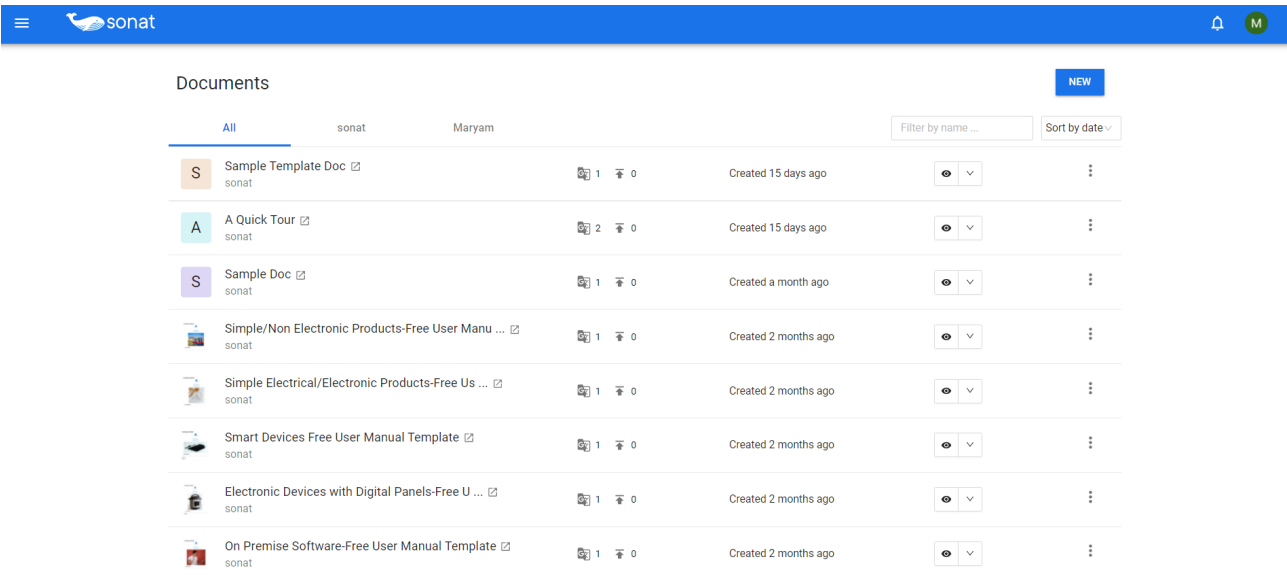 sonat
M
Documents
NEW
All sonat Maryam Filter by name ... Sort by date
S Sample Template Doc 1 0 Created 15 days ago
sonat
A A Quick Tour 2 0 Created 15 days ago
sonat
S Sample Doc 1 0 Created a month ago
sonat
Simple/Non Electronic Products-Free User Manu ... 1 0 Created 2 months ago
sonat
Simple Electrical/Electronic Products-Free Us ... 1 0 Created 2 months ago
sonat
Smart Devices Free User Manual Template 1 0 Created 2 months ago
sonat
Electronic Devices with Digital Panels-Free U ... 1 0 Created 2 months ago
sonat
On Premise Software-Free User Manual Template 1 0 Created 2 months ago
sonat